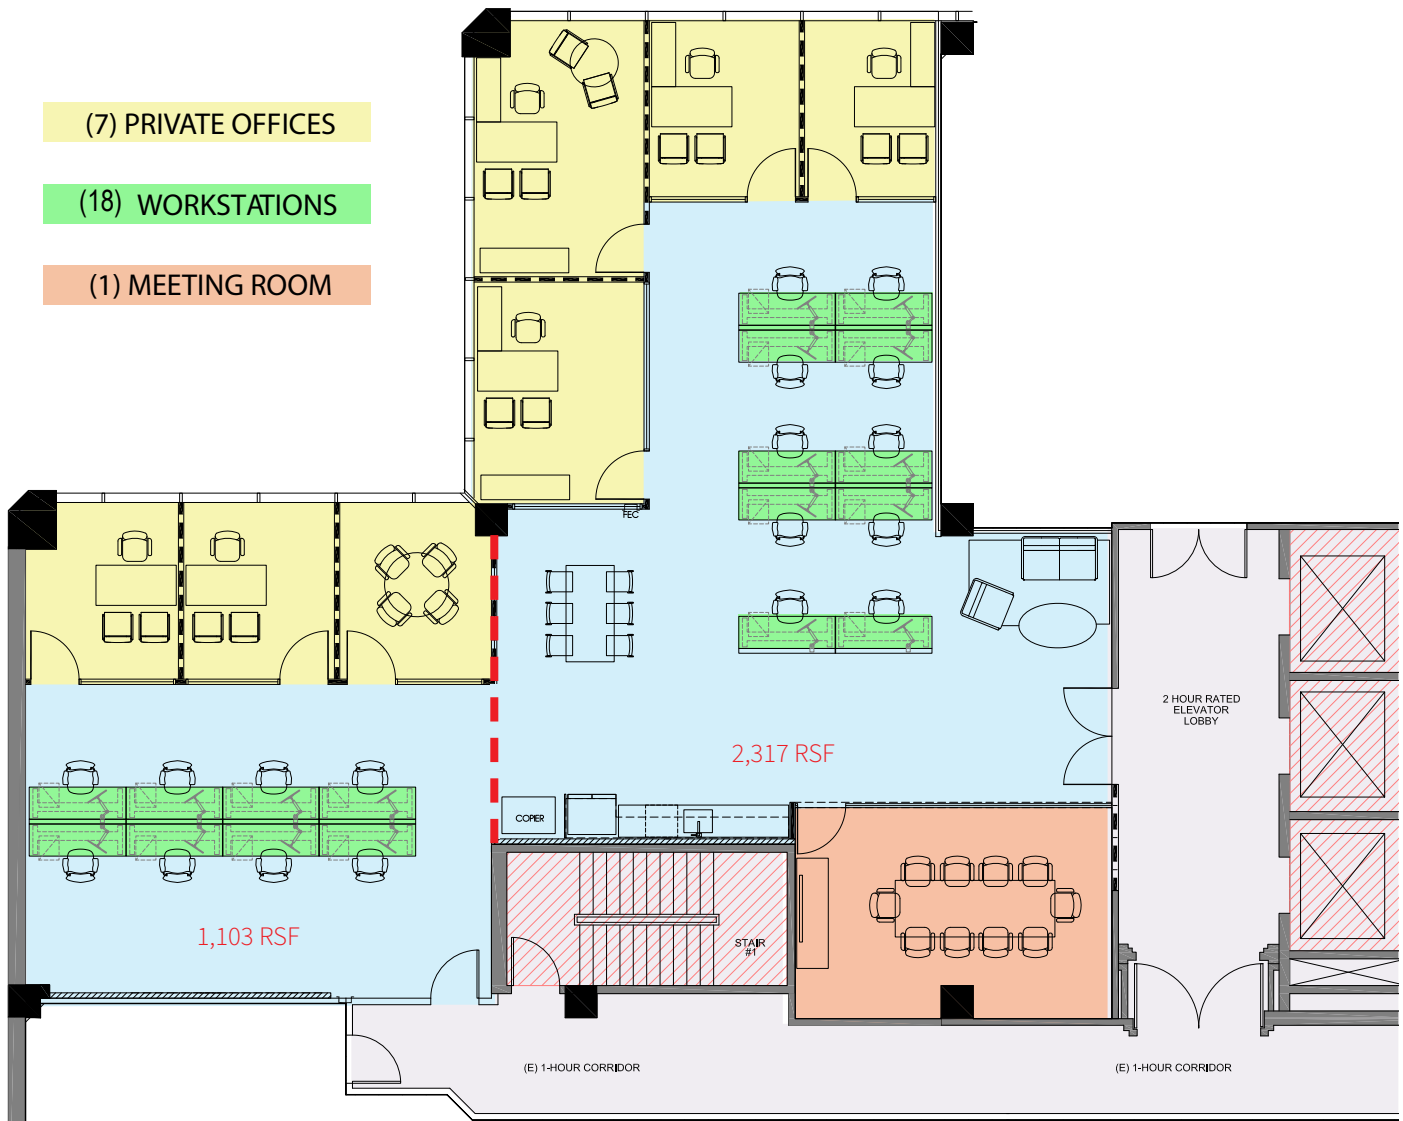 (7) PRIVATE OFFICES
(18) WORKSTATIONS
(1) MEETING ROOM
FEC
2 HOUR RATED
ELEVATOR
LOBBY
2,317 RSF
COPIER
1,103 RSF
STAIR
#1
(E) 1-HOUR CORRIDOR
(E) 1-HOUR CORRIDOR